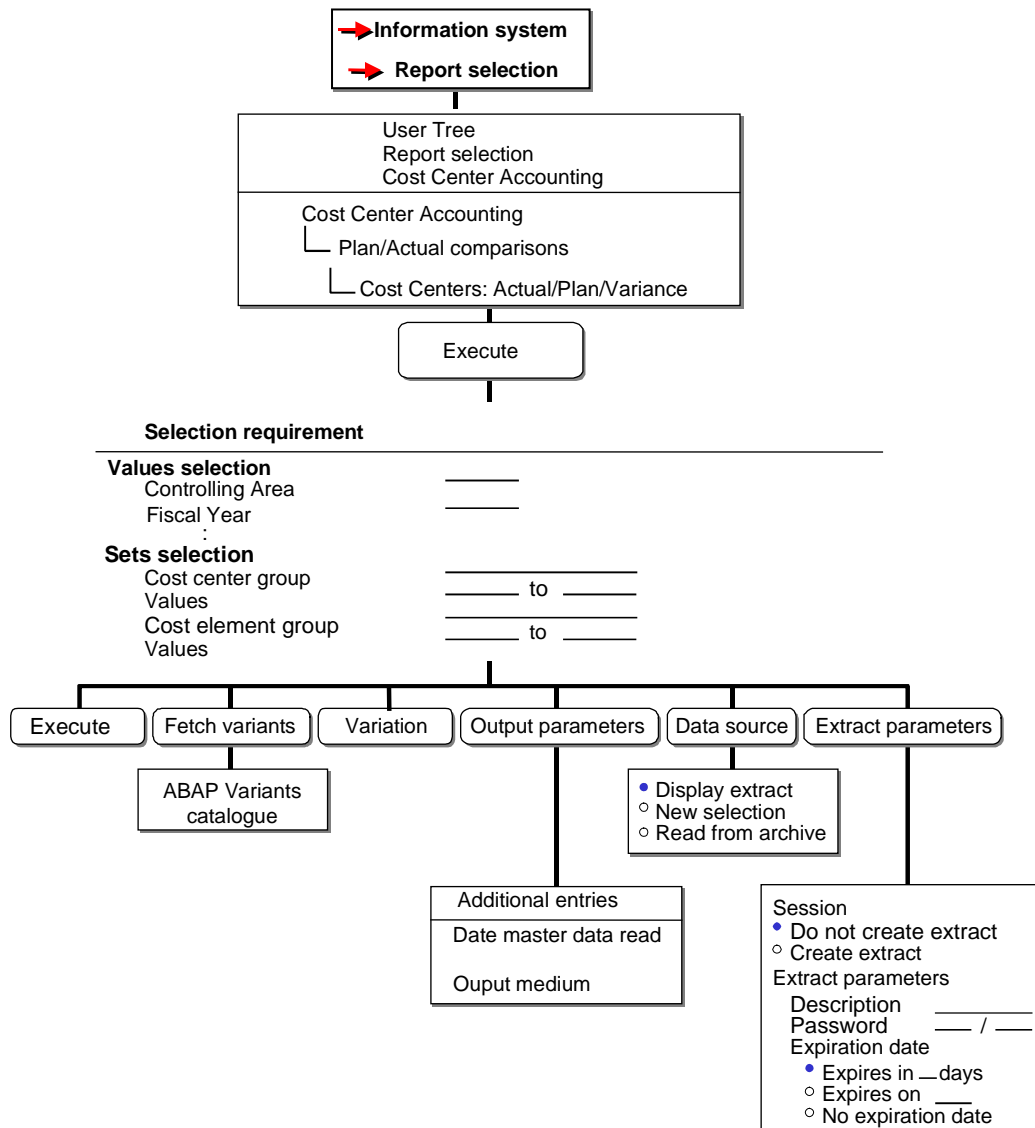 Information system
Report selection
User Tree
Report selection
Cost Center Accounting
Cost Center Accounting
Plan/Actual comparisons
Cost Centers: Actual/Plan/Variance
Execute
Selection requirement
Values selection
Controlling Area
Fiscal Year
:
Sets selection
Cost center group
Values to
Cost element group
Values to
Execute
Fetch variants
Variation
Output parameters
Data source
Extract parameters
ABAP Variants
catalogue
Display extract
New selection
Read from archive
Additional entries
Date master data read
Ouput medium
Session
Do not create extract
Create extract
Extract parameters
Description
Password /
Expiration date
Expires in days
Expires on
No expiration date